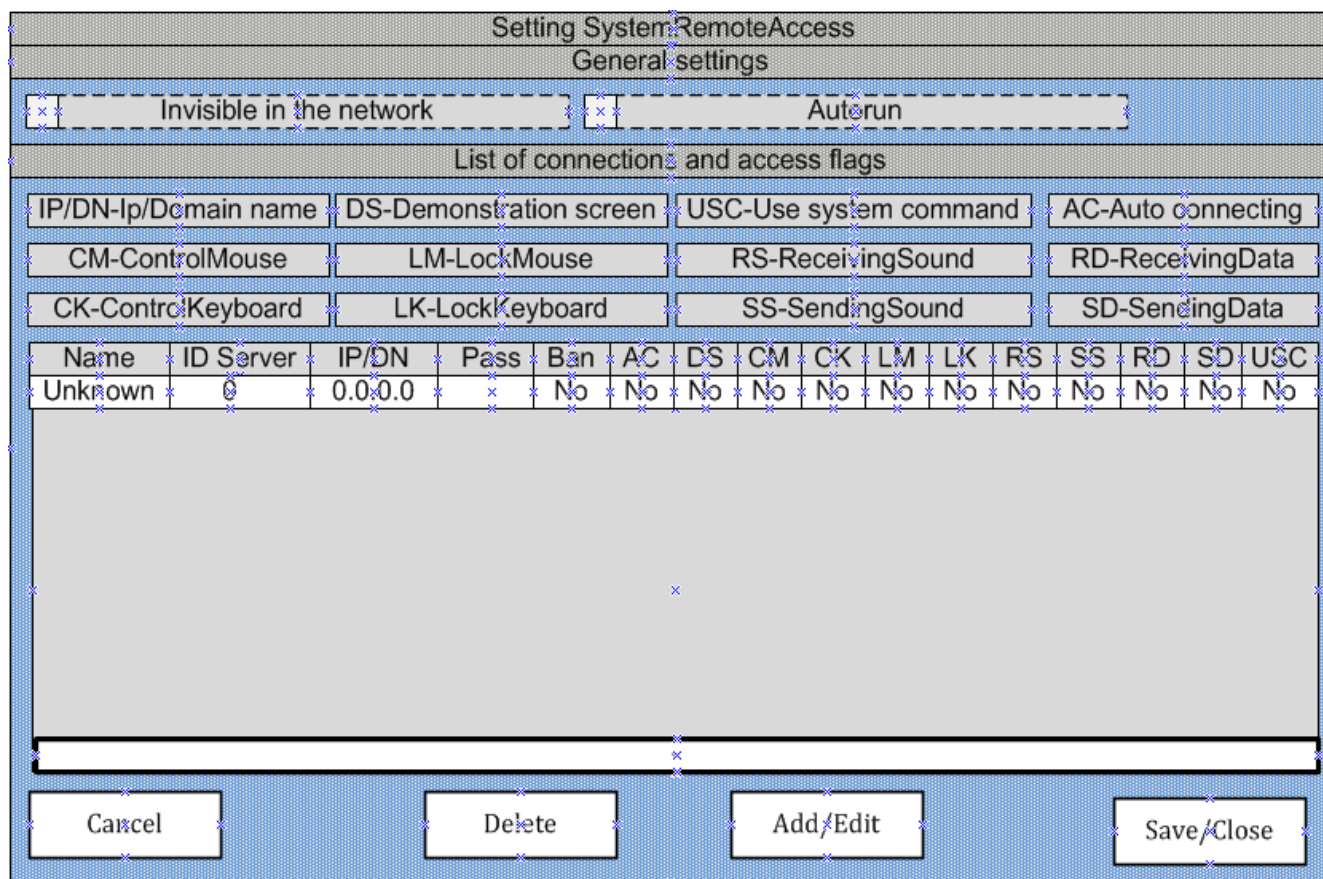 Setting SystemRemoteAccess
General settings
Invisible in the network Autorun
List of connections and access flags
IP/DN-Ip/Domain name DS-Demonstration screen USC-Use system command AC-Auto connecting
CM-ControlMouse LM-LockMouse RS-ReceivingSound RD-ReceivingData
CK-ControlKeyboard LK-LockKeyboard SS-SendingSound SD-SendingData
Name ID Server IP/DN Pass Ban AC DS CM CK LM LK RS SS RD SD USC
Unknown 0 0.0.0.0 No No No No No No No No No No No No
Cancel Delete Add/Edit Save/Close